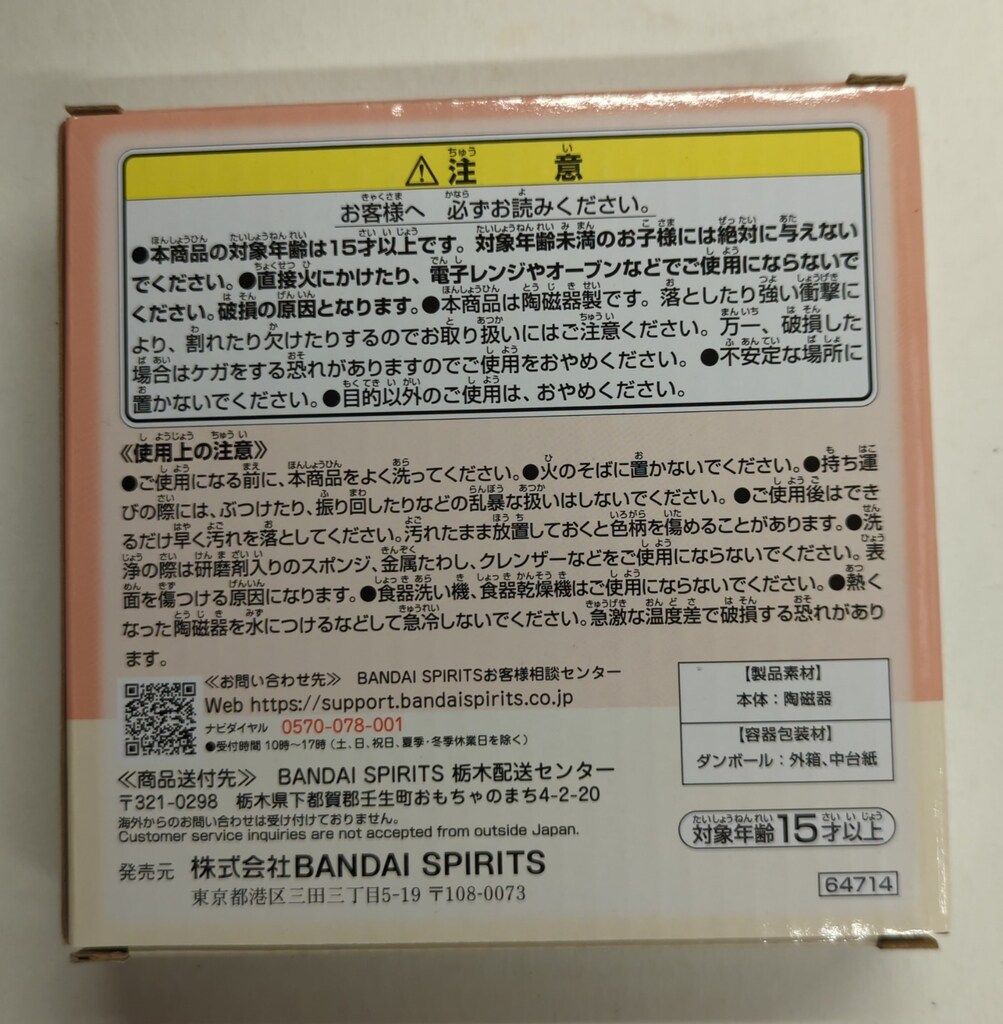 ⚠注 意
お客様へ 必ずお読みください。
●本商品の対象年齢は15才以上です。対象年齢未満のお子様には絶対に与えない
でください。●直接火にかけたり、電子レンジやオーブンなどでご使用にならないで
ください。破損の原因となります。●本商品は陶磁器製です。落としたり強い衝撃に
より、割れたり欠けたりするのでお取り扱いにはご注意ください。万一、破損した
場合はケガをする恐れがありますのでご使用をおやめください。●不安定な場所に
置かないでください。●目的以外のご使用は、おやめください。
《使用上の注意》
●ご使用になる前に、本商品をよく洗ってください。●火のそばに置かないでください。●持ち運
びの際には、ぶつけたり、振り回したりなどの乱暴な扱いはしないでください。●ご使用後はでき
るだけ早く汚れを落としてください。汚れたまま放置しておくと色柄を傷めることがあります。●洗
浄の際は研磨剤入りのスポンジ、金属たわし、クレンザーなどをご使用にならないでください。表
面を傷つける原因になります。●食器洗い機、食器乾燥機はご使用にならないでください。●熱く
なった陶磁器を水につけるなどして急冷しないでください。急激な温度差で破損する恐れがあり
ます。
≪お問い合わせ先≫ BANDAI SPIRITSお客様相談センター
Web https://support.bandaispirits.co.jp
ナビダイヤル 0570-078-001
●受付時間 10時〜17時(土、日、祝日、夏季・冬季休業日を除く)
≪商品送付先≫ BANDAI SPIRITS 栃木配送センター
〒321-0298 栃木県下都賀郡壬生町おもちゃのまち4-2-20
海外からのお問い合わせは受け付けておりません。
Customer service inquiries are not accepted from outside Japan.
発売元 株式会社BANDAI SPIRITS
東京都港区三田三丁目5-19 〒108-0073
【製品素材】
本体:陶磁器
【容器包装材】
ダンボール:外箱、中台紙
対象年齢15才以上
64714